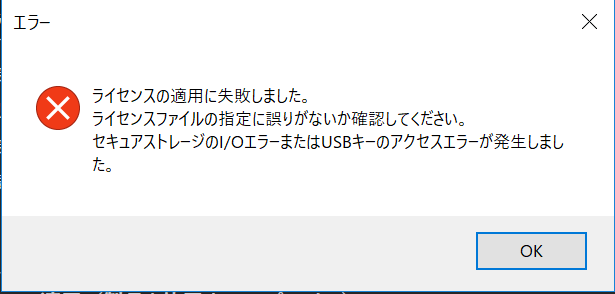 エラー
ライセンスの適用に失敗しました。
ライセンスファイルの指定に誤りがないか確認してください。
セキュアストレージのI/OエラーまたはUSBキーのアクセスエラーが発生しまし
た。
OK